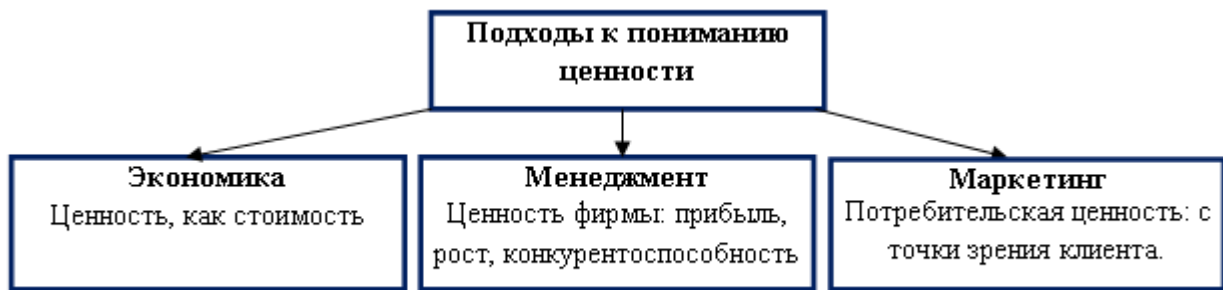 Подходы к пониманию
ценности
Экономика
Ценность, как стоимость
Менеджмент
Ценность фирмы: прибыль,
рост, конкурентоспособность
Маркетинг
Потребительская ценность: с
точки зрения клиента.